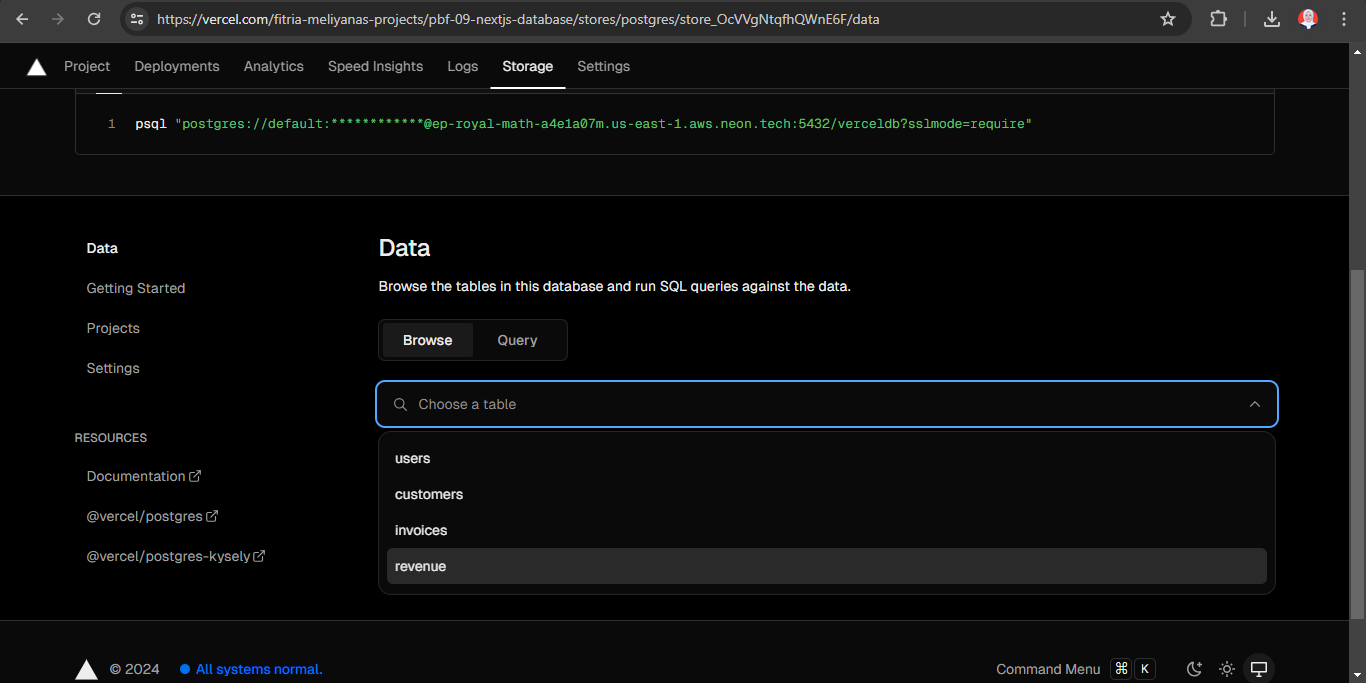 https://vercel.com/fitria-meliyanas-projects/pbf-09-nextjs-database/stores/postgres/store_OcVVgNtqfhQWnE6F/data
Project Deployments Analytics Speed Insights Logs Storage Settings
1 psql "postgres://default:************@ep-royal-math-a4e1a07m.us-east-1.aws.neon.tech:5432/verceldb?sslmode=require"
Data
Getting Started
Projects
Settings
RESOURCES
Documentation
@vercel/postgres
@vercel/postgres-kysely
Data
Browse the tables in this database and run SQL queries against the data.
Browse Query
Choose a table
users
customers
invoices
revenue
© 2024 All systems normal. Command Menu ⌘ K